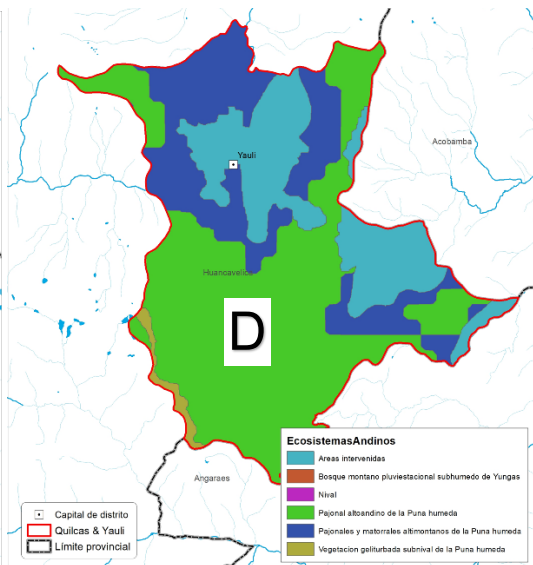 Yauli
Acobamba
Huancavelica
D
Angaraes
EcosistemasAndinos
Areas intervenidas
Bosque montano pluviestacional subhumedo de Yungas
Nival
Pajonal altoandino de la Puna humeda
Pajonales y matorrales altimontanos de la Puna humeda
Vegetacion geliturbada subnival de la Puna humeda
Capital de distrito
Quilcas & Yauli
Límite provincial